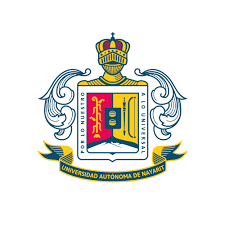 POR LO NUESTRO
A LO UNIVERSAL
UNIVERSIDAD AUTÓNOMA DE NAYARIT